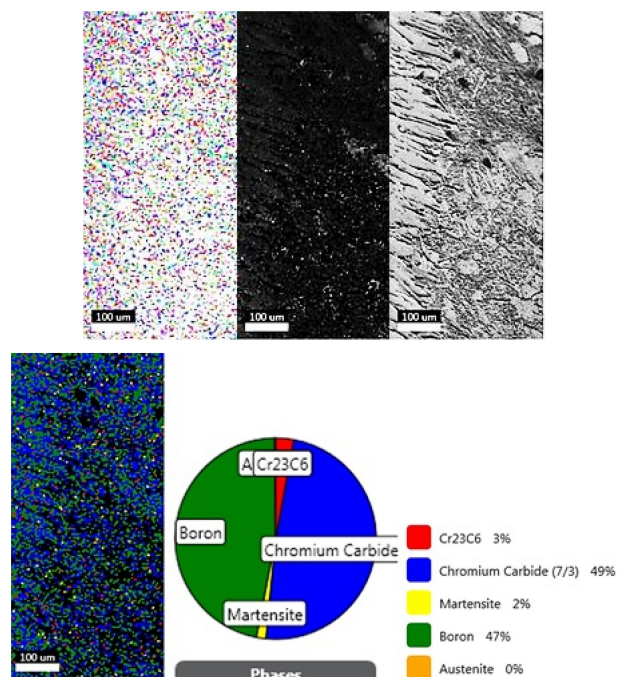 100 um
100 um
100 um
A
Cr23C6
Boron
Chromium Carbide
Martensite
100 um
Phases
Cr23C6 3%
Chromium Carbide (7/3) 49%
Martensite 2%
Boron 47%
Austenite 0%